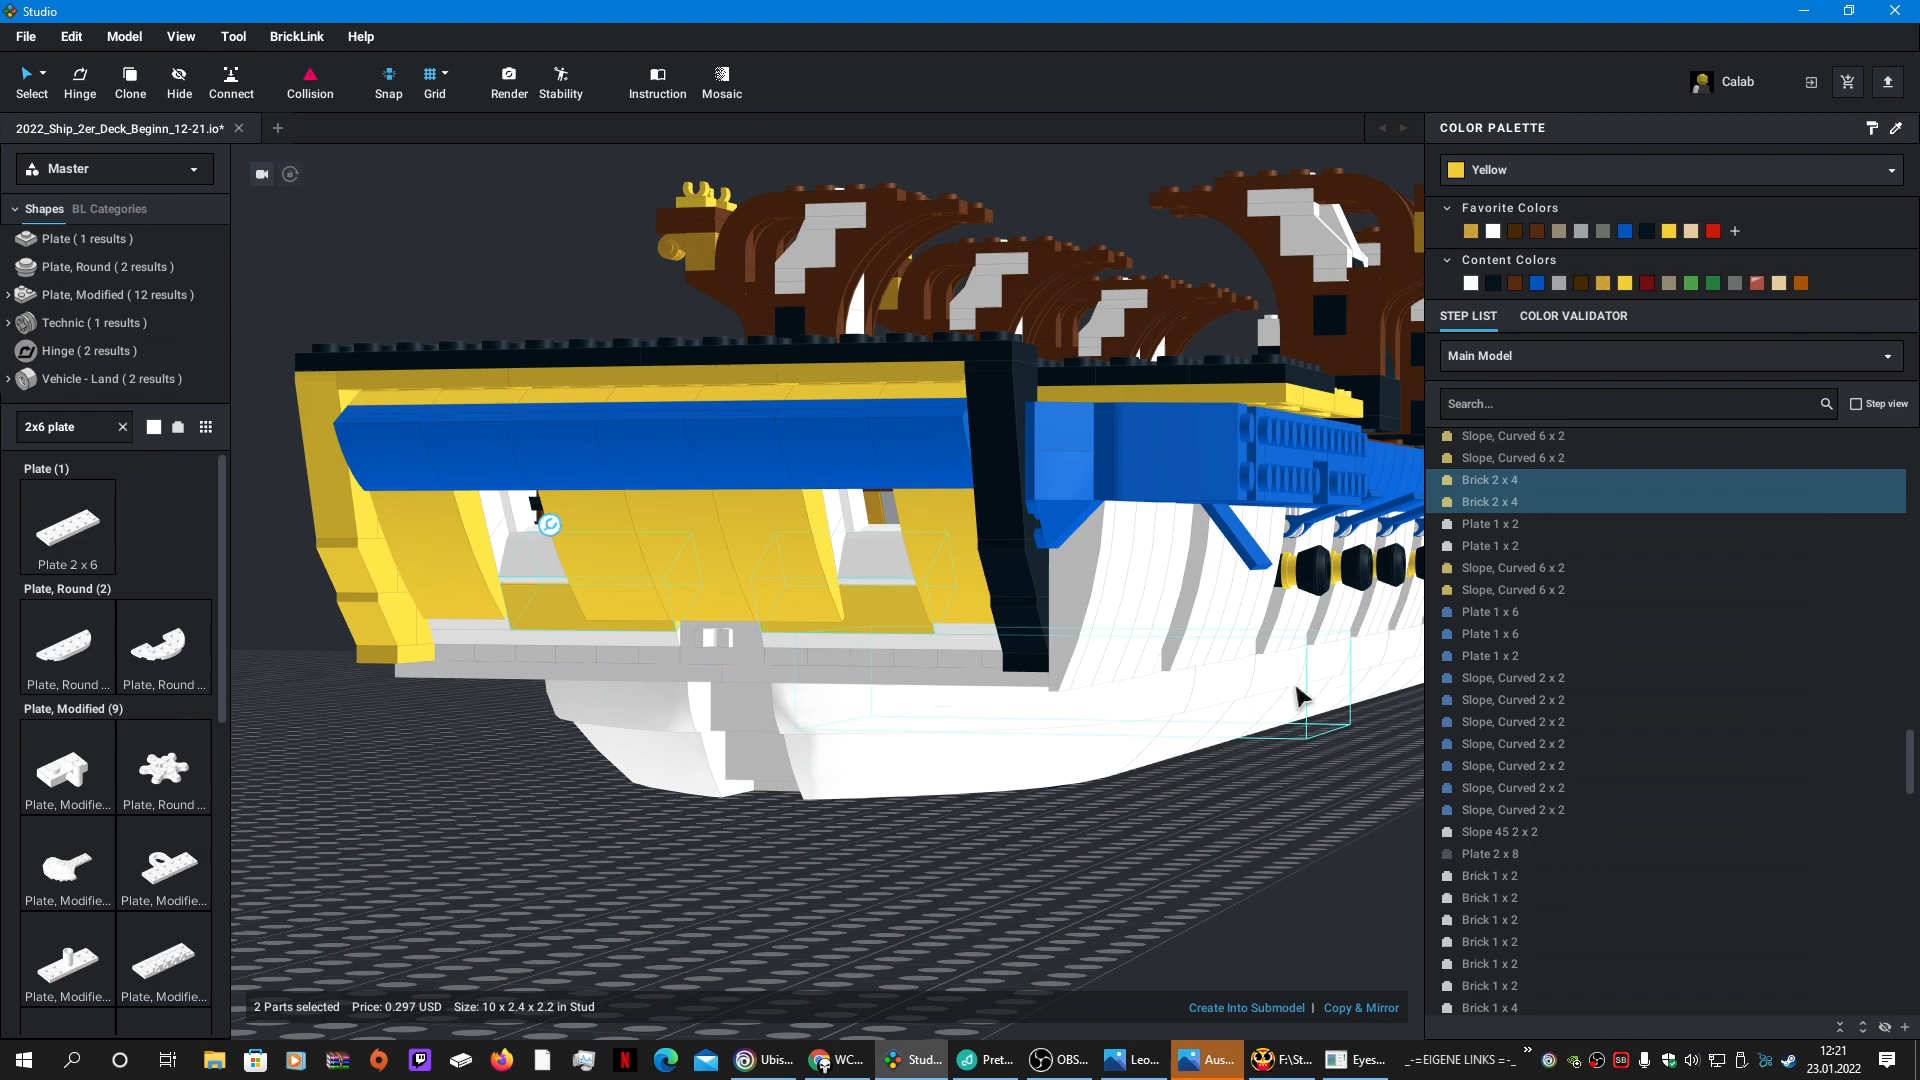 Studio
File Edit Model View Tool BrickLink Help
Select Hinge Clone Hide Connect Collision Snap Grid Render Stability Instruction Mosaic
Calab
2022_Ship_2er_Deck_Beginn_12-21.io*
Master
Shapes BL Categories
Plate ( 1 results )
Plate, Round ( 2 results )
Plate, Modified ( 12 results )
Technic ( 1 results )
Hinge ( 2 results )
Vehicle - Land ( 2 results )
2x6 plate
Plate (1)
Plate 2 x 6
Plate, Round (2)
Plate, Round ... Plate, Round ...
Plate, Modified (9)
Plate, Modifie... Plate, Round ...
Plate, Modifie... Plate, Modifie...
Plate, Modifie... Plate, Modifie...
2 Parts selected Price: 0.297 USD Size: 10 x 2.4 x 2.2 in Stud
Create Into Submodel | Copy & Mirror
COLOR PALETTE
Yellow
Favorite Colors
Content Colors
STEP LIST COLOR VALIDATOR
Main Model
Search... Step view
Slope, Curved 6 x 2
Slope, Curved 6 x 2
Brick 2 x 4
Brick 2 x 4
Plate 1 x 2
Plate 1 x 2
Slope, Curved 6 x 2
Slope, Curved 6 x 2
Plate 1 x 6
Plate 1 x 6
Plate 1 x 2
Slope, Curved 2 x 2
Slope, Curved 2 x 2
Slope, Curved 2 x 2
Slope, Curved 2 x 2
Slope, Curved 2 x 2
Slope, Curved 2 x 2
Slope, Curved 2 x 2
Slope 45 2 x 2
Plate 2 x 8
Brick 1 x 2
Brick 1 x 2
Brick 1 x 2
Brick 1 x 2
Brick 1 x 2
Brick 1 x 2
Brick 1 x 4
Ubis... WC... Stud... Pret... OBS... Leo... Aus... F:\St... Eyes... _-=EIGENE LINKS =-_
SB
12:21
23.01.2022